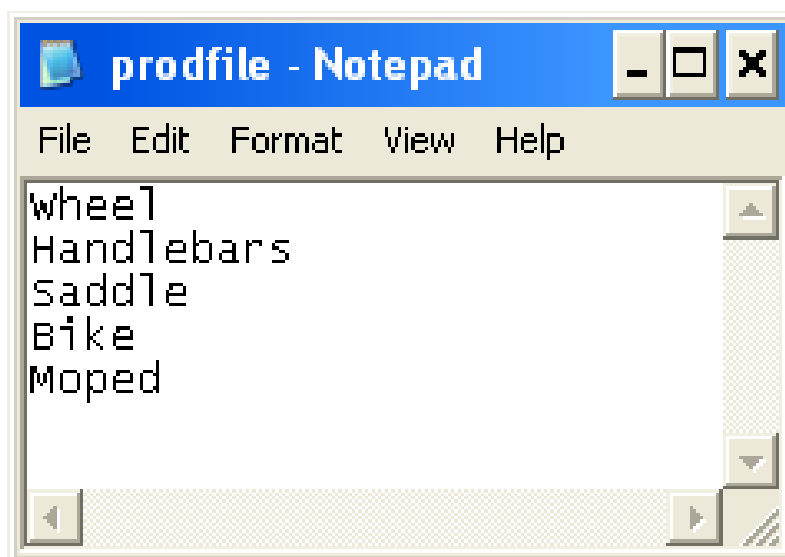 prodfile - Notepad
File Edit Format View Help
Wheel
Handlebars
Saddle
Bike
Moped